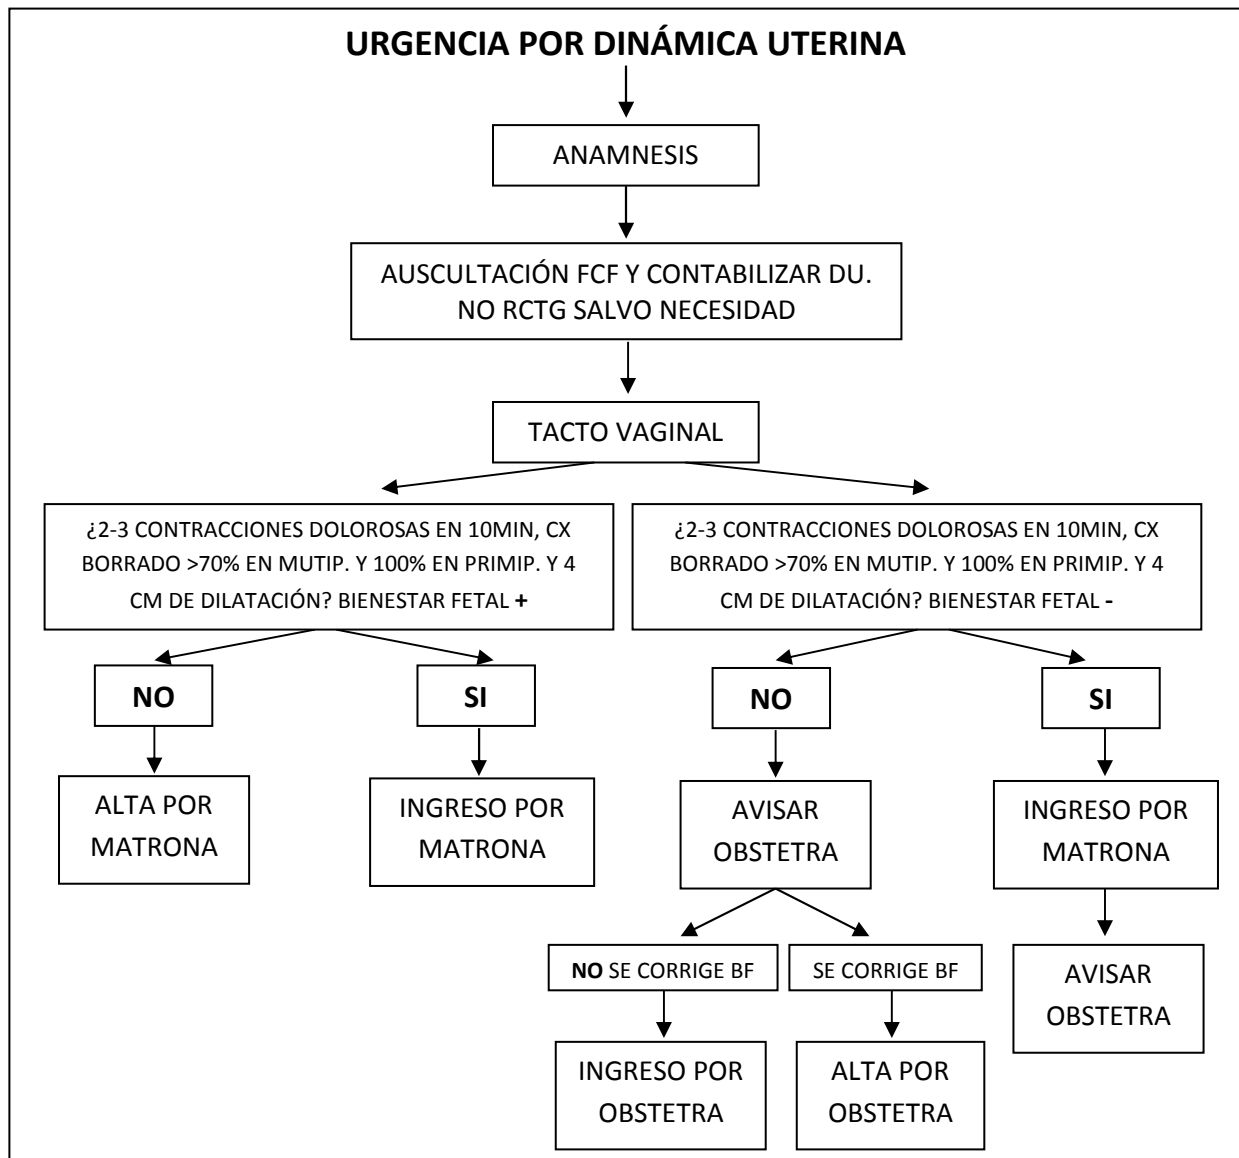 URGENCIA POR DINÁMICA UTERINA
ANAMNESIS
AUSCULTACIÓN FCF Y CONTABILIZAR DU.
NO RCTG SALVO NECESIDAD
TACTO VAGINAL
¿2-3 CONTRACCIONES DOLOROSAS EN 10MIN, CX
BORRADO >70% EN MUTIP. Y 100% EN PRIMIP. Y 4
CM DE DILATACIÓN? BIENESTAR FETAL +
¿2-3 CONTRACCIONES DOLOROSAS EN 10MIN, CX
BORRADO >70% EN MUTIP. Y 100% EN PRIMIP. Y 4
CM DE DILATACIÓN? BIENESTAR FETAL -
NO
SI
NO
SI
ALTA POR
MATRONA
INGRESO POR
MATRONA
AVISAR
OBSTETRA
INGRESO POR
MATRONA
NO SE CORRIGE BF
SE CORRIGE BF
AVISAR
OBSTETRA
INGRESO POR
OBSTETRA
ALTA POR
OBSTETRA